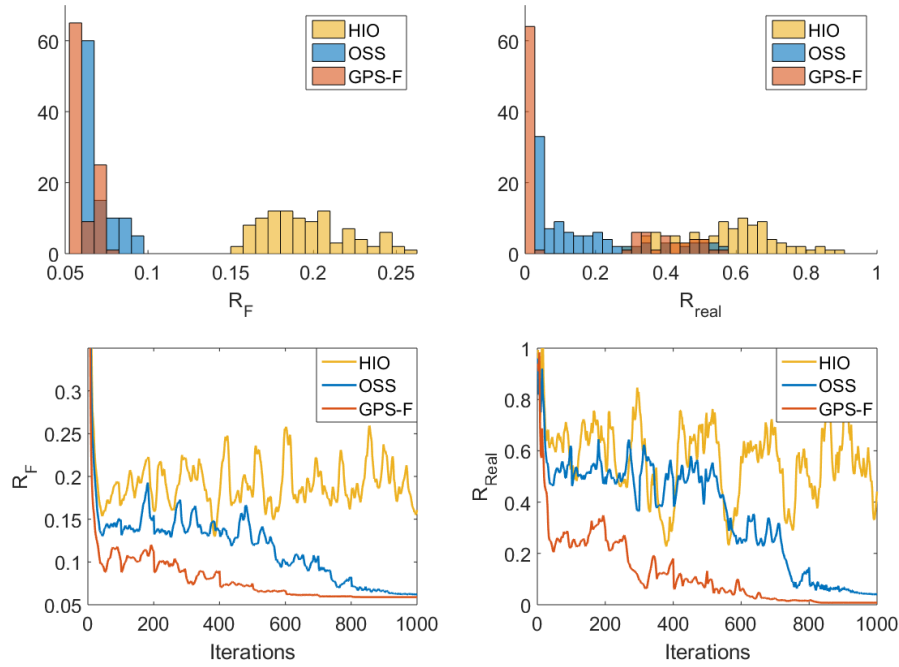 60
40
20
0
0.05
0.1
0.15
0.2
0.25
R_F
HIO
OSS
GPS-F
60
40
20
0
0
0.2
0.4
0.6
0.8
1
R_real
HIO
OSS
GPS-F
0.3
0.25
0.2
0.15
0.1
0.05
R_F
0
200
400
600
800
1000
Iterations
HIO
OSS
GPS-F
1
0.8
0.6
0.4
0.2
0
R_Real
0
200
400
600
800
1000
Iterations
HIO
OSS
GPS-F